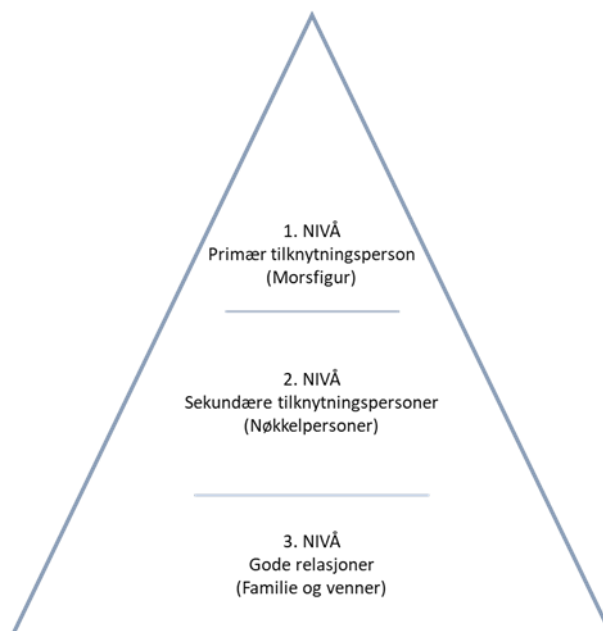 1. NIVÅ
Primær tilknytningsperson
(Morsfigur)
2. NIVÅ
Sekundære tilknytningspersoner
(Nøkkelpersoner)
3. NIVÅ
Gode relasjoner
(Familie og venner)